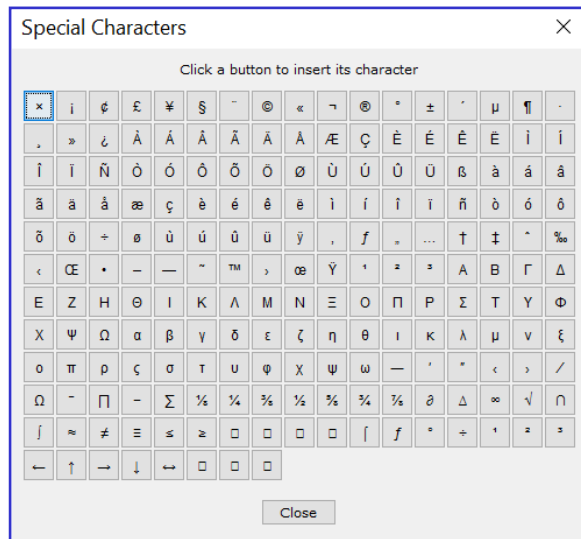 Special Characters
Click a button to insert its character
× ¡ ¢ £ ¥ § ¨ © « ¬ ® ° ± ´ µ ¶ ·
¸ » ¿ À Á Â Ã Ä Å Æ Ç È É Ê Ë Ì Í
Î Ï Ñ Ò Ó Ô Õ Ö Ø Ù Ú Û Ü ß à á â
ã ä å æ ç è é ê ë ì í î ï ñ ò ó ô
õ ö ÷ ø ù ú û ü ÿ ‚ ƒ „ … † ‡ ˆ ‰
‹ Œ • – — ˜ ™ › œ Ÿ ¹ ² ³ Α Β Γ Δ
Ε Ζ Η Θ Ι Κ Λ Μ Ν Ξ Ο Π Ρ Σ Τ Υ Φ
Χ Ψ Ω α β γ δ ε ζ η θ ι κ λ μ ν ξ
ο π ρ ς σ τ υ φ χ ψ ω — ′ ″ ‹ › ⁄
Ω ¯ ∏ − ∑ ⅛ ¼ ⅜ ½ ⅝ ¾ ⅞ ∂ ∆ ∞ √ ∩
∫ ≈ ≠ ≡ ≤ ≥ □ □ □ □ ⌠ ƒ ° ÷ ¹ ² ³
← ↑ → ↓ ↔ □ □ □
Close